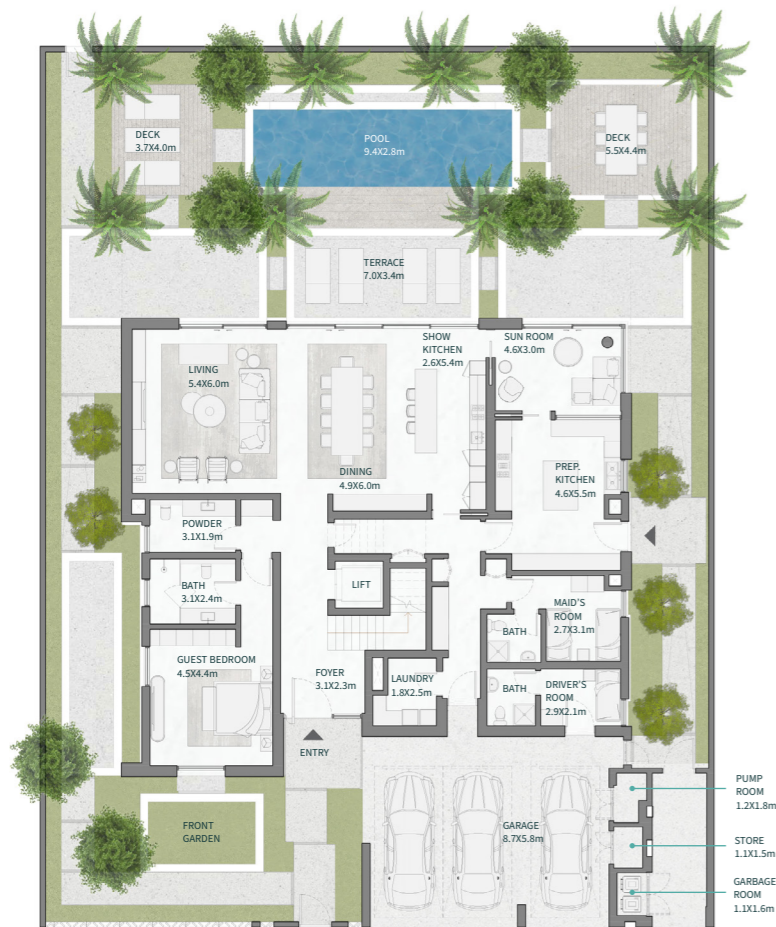 DECK
3.7X4.0m
POOL
9.4X2.8m
DECK
5.5X4.4m
TERRACE
7.0X3.4m
LIVING
5.4X6.0m
SHOW
KITCHEN
2.6X5.4m
SUN ROOM
4.6X3.0m
DINING
4.9X6.0m
PREP.
KITCHEN
4.6X5.5m
POWDER
3.1X1.9m
BATH
3.1X2.4m
LIFT
MAID'S
ROOM
2.7X3.1m
BATH
GUEST BEDROOM
4.5X4.4m
FOYER
3.1X2.3m
LAUNDRY
1.8X2.5m
BATH
DRIVER'S
ROOM
2.9X2.1m
ENTRY
FRONT
GARDEN
GARAGE
8.7X5.8m
PUMP
ROOM
1.2X1.8m
STORE
1.1X1.5m
GARBAGE
ROOM
1.1X1.6m